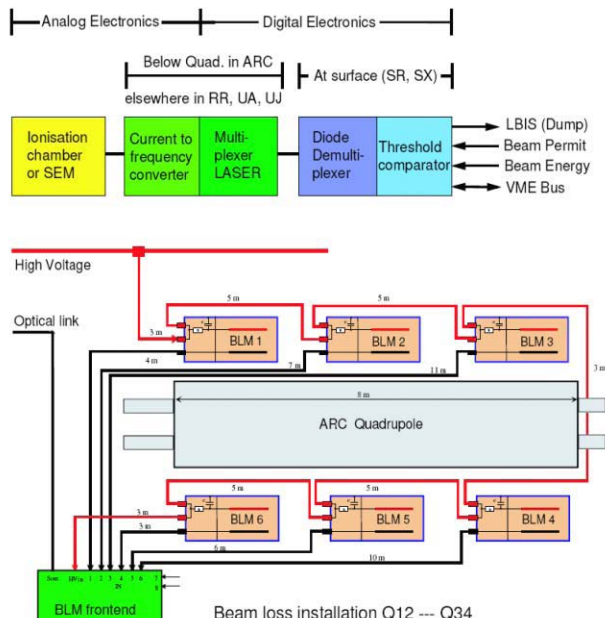 Analog Electronics
Digital Electronics
Below Quad. in ARC
At surface (SR, SX)
elsewhere in RR, UA, UJ
Ionisation
chamber
or SEM
Current to
frequency
converter
Multi-
plexer
LASER
Diode
Demulti-
plexer
Threshold
comparator
LBIS (Dump)
Beam Permit
Beam Energy
VME Bus
High Voltage
5 m
5 m
Optical link
3 m
BLM 1
BLM 2
BLM 3
4 m
7 m
11 m
3 m
8 m
ARC Quadrupole
5 m
5 m
3 m
BLM 6
BLM 5
BLM 4
3 m
6 m
10 m
1 2 3 4 5 6 7
8
BLM frontend
Beam loss installation Q12 --- Q34